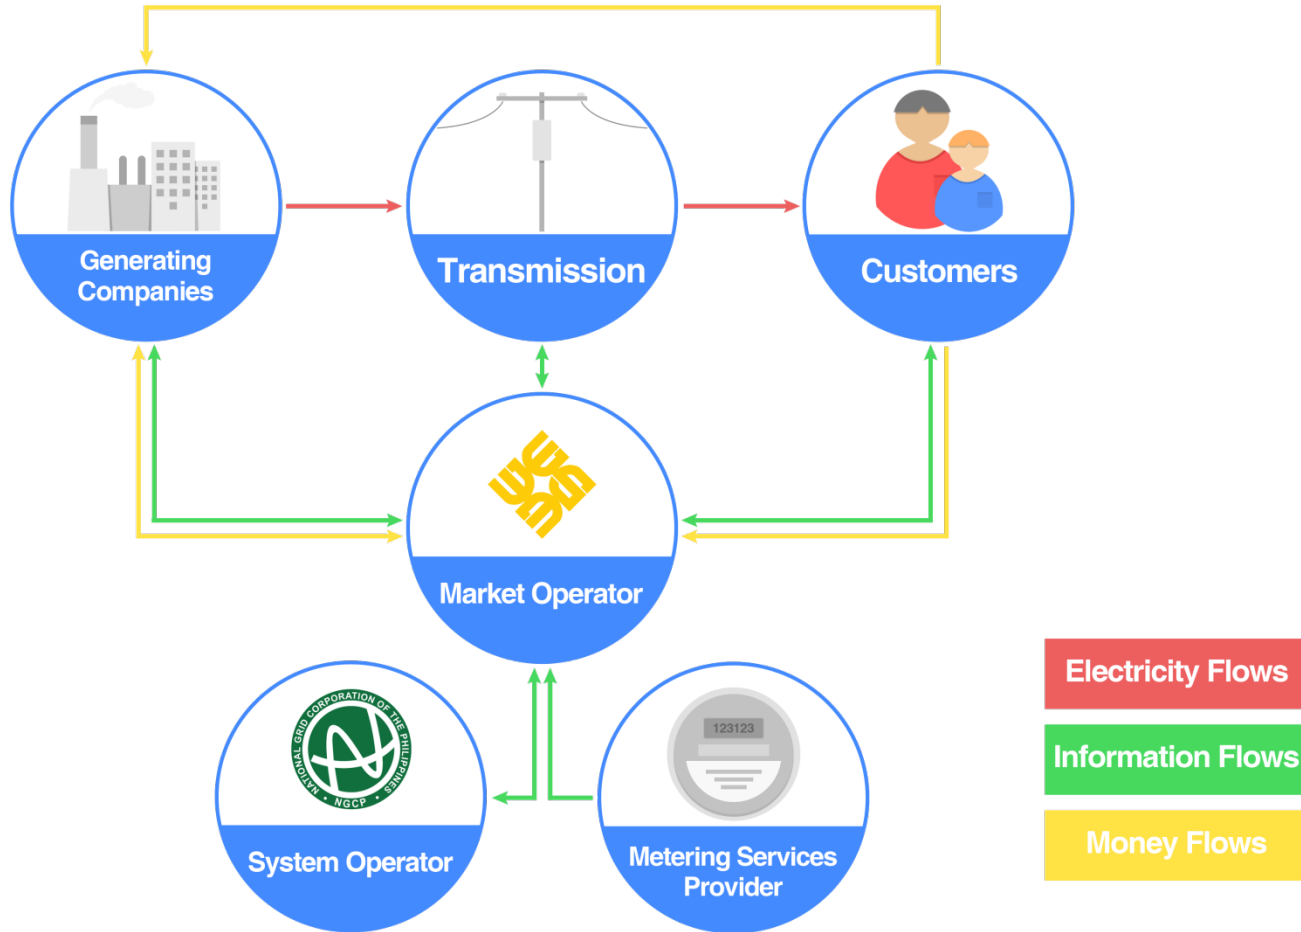 Generating
Companies
Transmission
Customers
Market Operator
NATIONAL GRID CORPORATION OF THE PHILIPPINES
• NGCP •
System Operator
123123
Metering Services
Provider
Electricity Flows
Information Flows
Money Flows